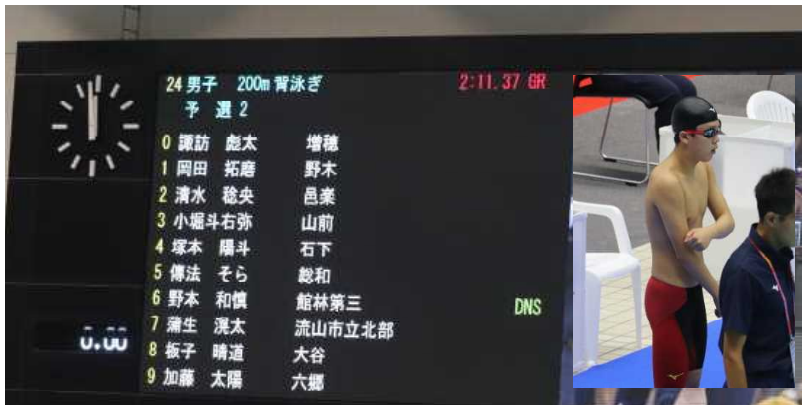 24 男子 200m 背泳ぎ 2:11.37 GR
予 選 2
0 諏訪 彪太 増穂
1 岡田 拓磨 野木
2 清水 稔央 邑楽
3 小堀斗右弥 山前
4 塚本 陽斗 石下
5 傳法 そら 総和
6 野本 和慎 館林第三 DNS
7 蒲生 滉太 流山市立北部
8 板子 晴道 大谷
9 加藤 太陽 六郷
0.00